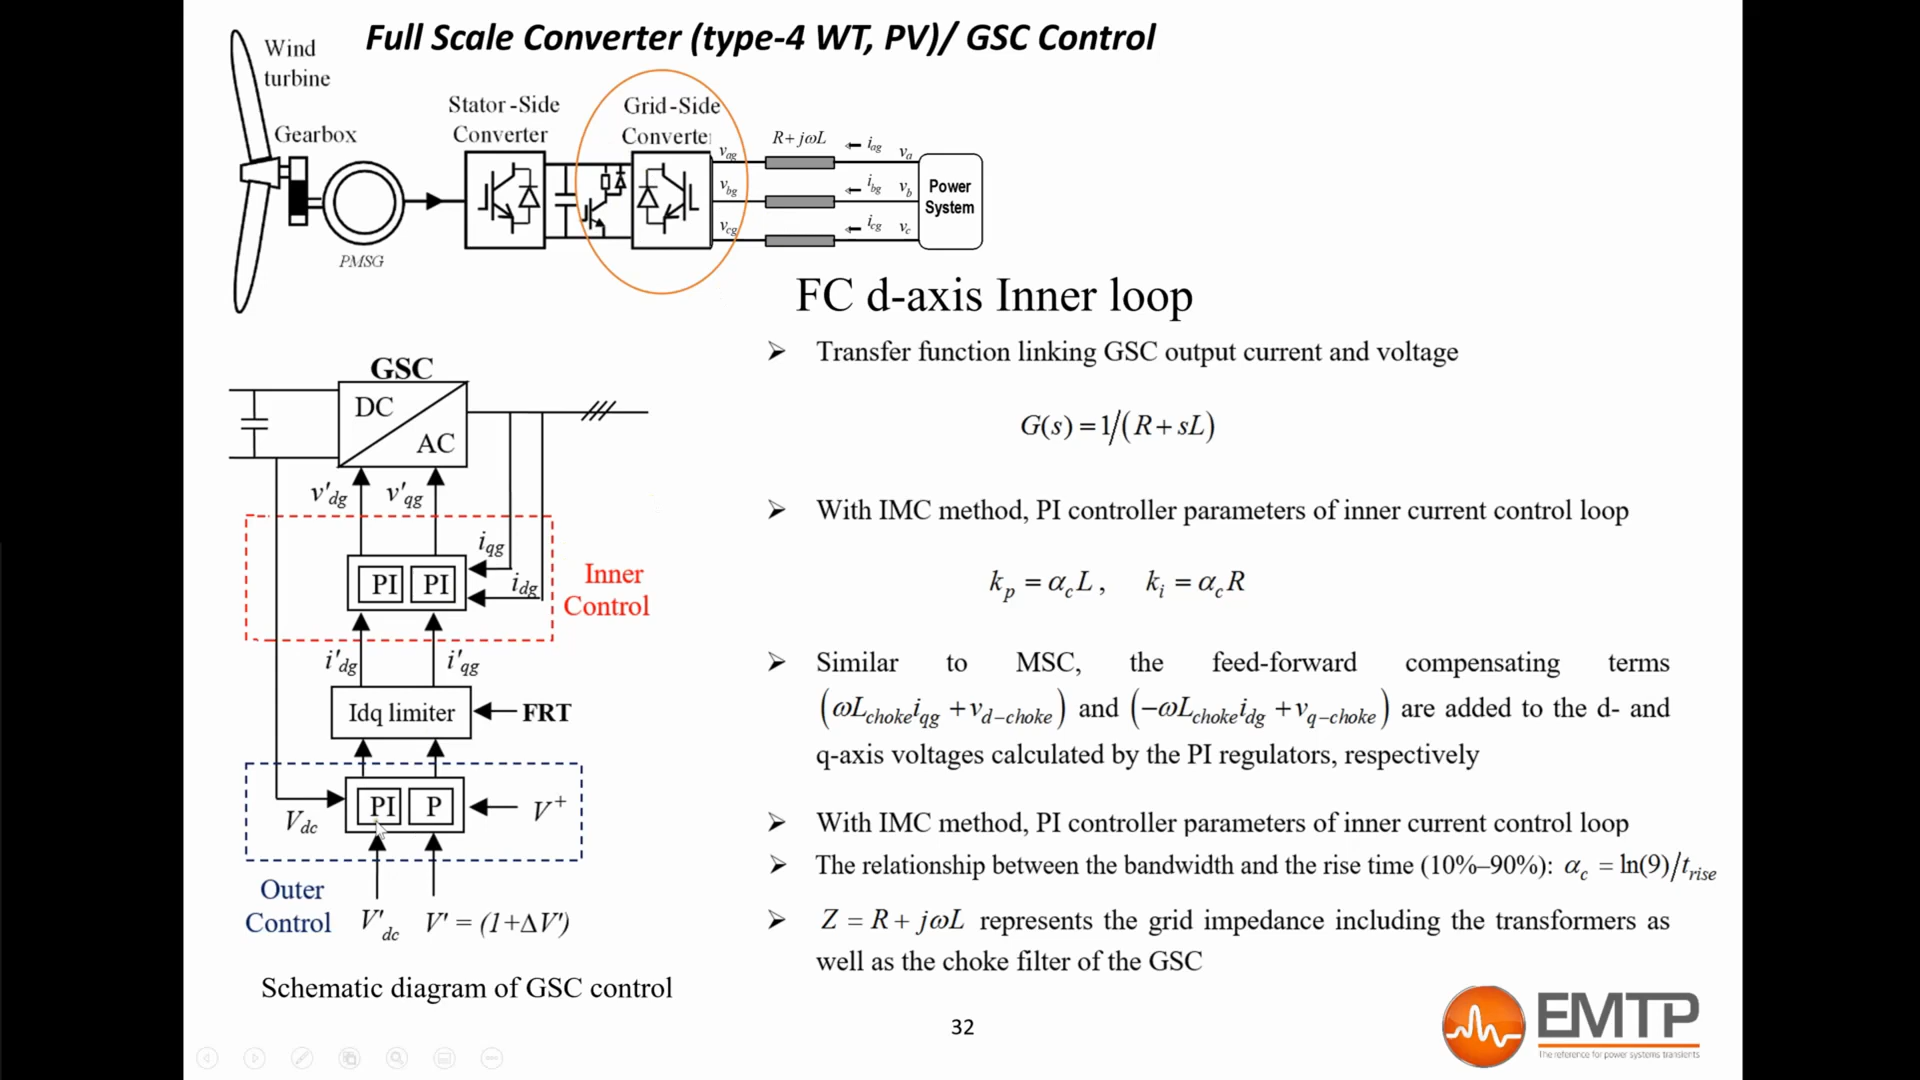 Full Scale Converter (type-4 WT, PV)/ GSC Control
Wind
turbine
Gearbox
PMSG
Stator-Side
Converter
Grid-Side
Converte
v_ag
v_bg
v_cg
R+ jωL
i_ag
i_bg
i_cg
v_a
v_b
v_c
Power
System
FC d-axis Inner loop
➢ Transfer function linking GSC output current and voltage
G(s) = 1/(R + sL)
➢ With IMC method, PI controller parameters of inner current control loop
k_p = α_c L , k_i = α_c R
➢ Similar to MSC, the feed-forward compensating terms
(ωL_choke i_qg + v_d−choke) and (−ωL_choke i_dg + v_q−choke) are added to the d- and
q-axis voltages calculated by the PI regulators, respectively
➢ With IMC method, PI controller parameters of inner current control loop
➢ The relationship between the bandwidth and the rise time (10%–90%): α_c = ln(9)/t_rise
➢ Z = R + jωL represents the grid impedance including the transformers as
well as the choke filter of the GSC
GSC
DC
AC
v'_dg v'_qg
i_qg
i_dg
PI PI
Inner
Control
i'_dg i'_qg
Idq limiter
FRT
PI P
V_dc
V⁺
Outer
Control
V'_dc V' = (1+ΔV')
Schematic diagram of GSC control
32
EMTP
The reference for power systems transients